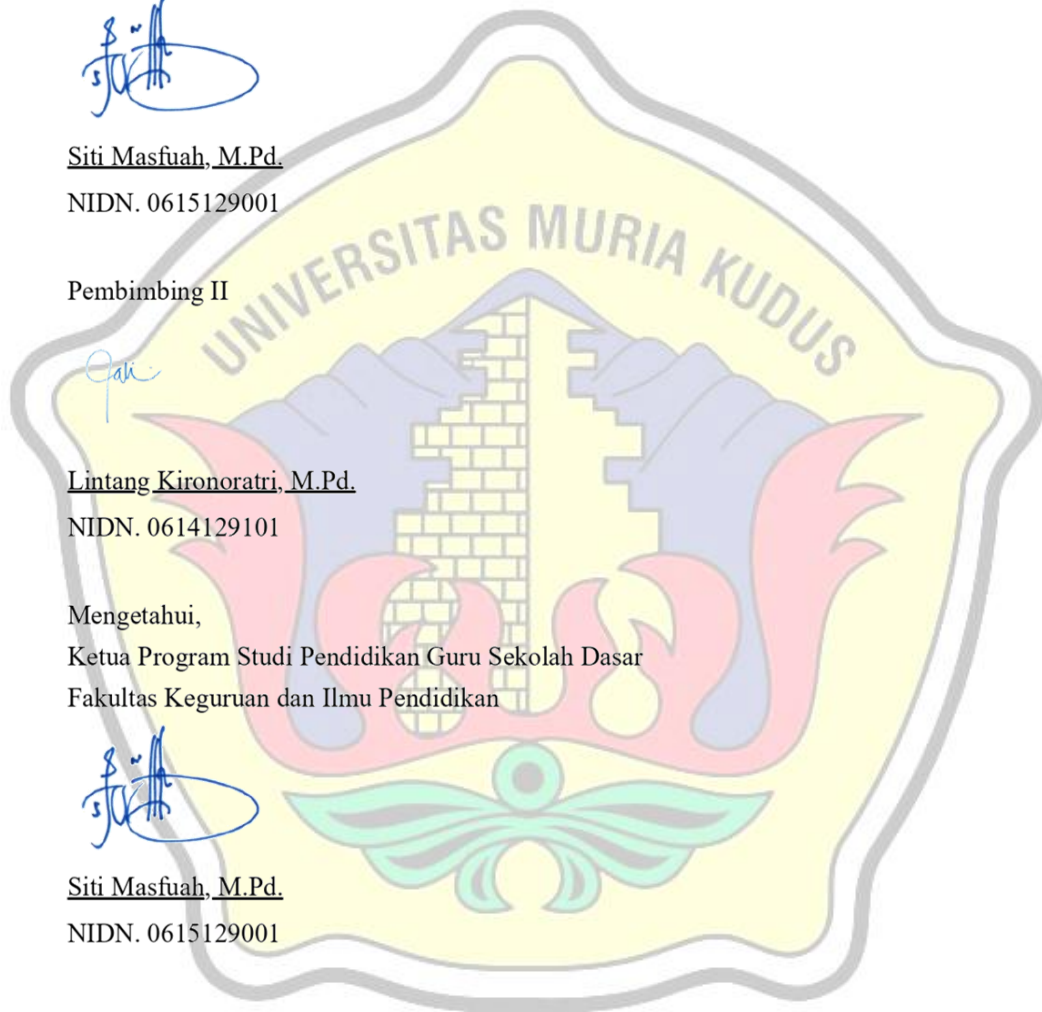 Siti Masfuah, M.Pd.
NIDN. 0615129001
UNIVERSITAS MURIA KUDUS
Pembimbing II
Lintang Kironoratri, M.Pd.
NIDN. 0614129101
Mengetahui,
Ketua Program Studi Pendidikan Guru Sekolah Dasar
Fakultas Keguruan dan Ilmu Pendidikan
Siti Masfuah, M.Pd.
NIDN. 0615129001